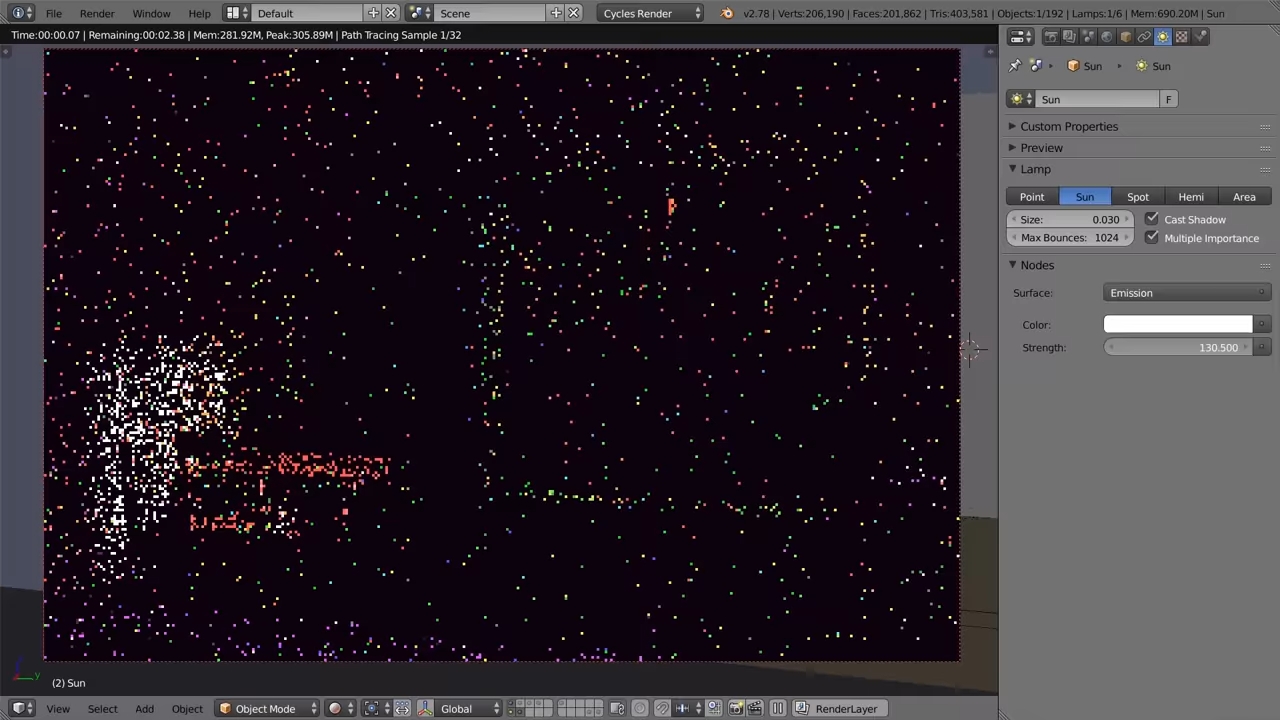 File Render Window Help Default Scene Cycles Render v2.78 | Verts:206,190 | Faces:201,862 | Tris:403,581 | Objects:1/192 | Lamps:1/6 | Mem:690.20M | Sun
Time:00:00.07 | Remaining:00:02.38 | Mem:281.92M, Peak:305.89M | Path Tracing Sample 1/32
Sun Sun
Sun F
Custom Properties
Preview
Lamp
Point Sun Spot Hemi Area
Size: 0.030 Cast Shadow
Max Bounces: 1024 Multiple Importance
Nodes
Surface: Emission
Color:
Strength: 130.500
y
(2) Sun
View Select Add Object Object Mode Global RenderLayer